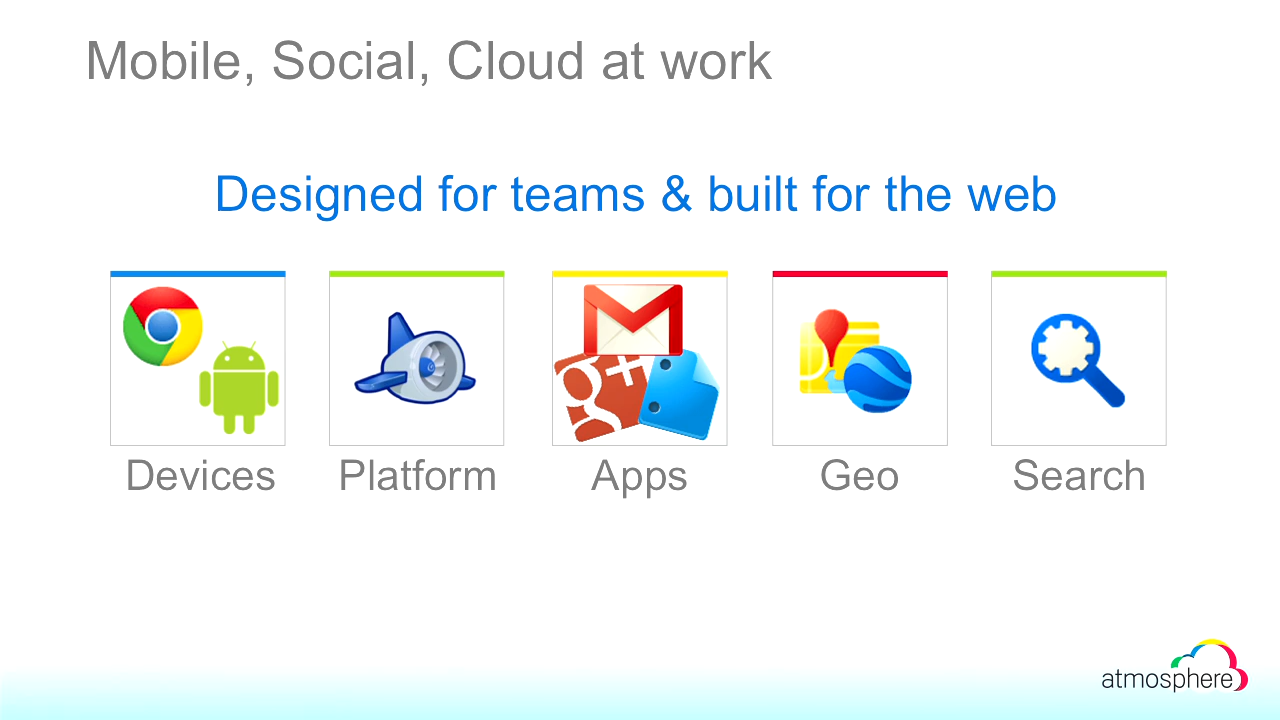 Mobile, Social, Cloud at work
Designed for teams & built for the web
g+
Devices Platform Apps Geo Search
atmosphere